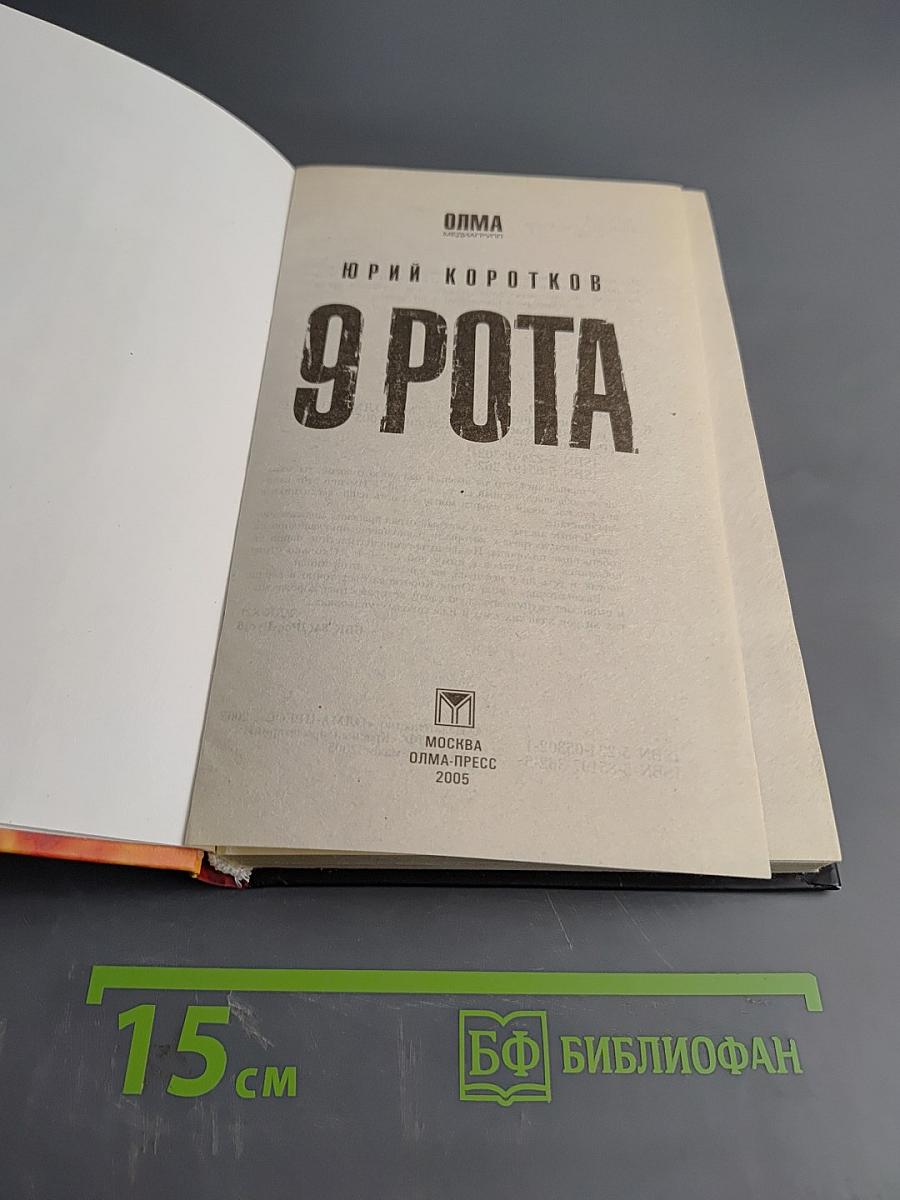 ОЛМА
МЕДИАГРУПП
ЮРИЙ КОРОТКОВ
9 РОТА
МОСКВА
ОЛМА-ПРЕСС
2005
15 см
БФ БИБЛИОФАН